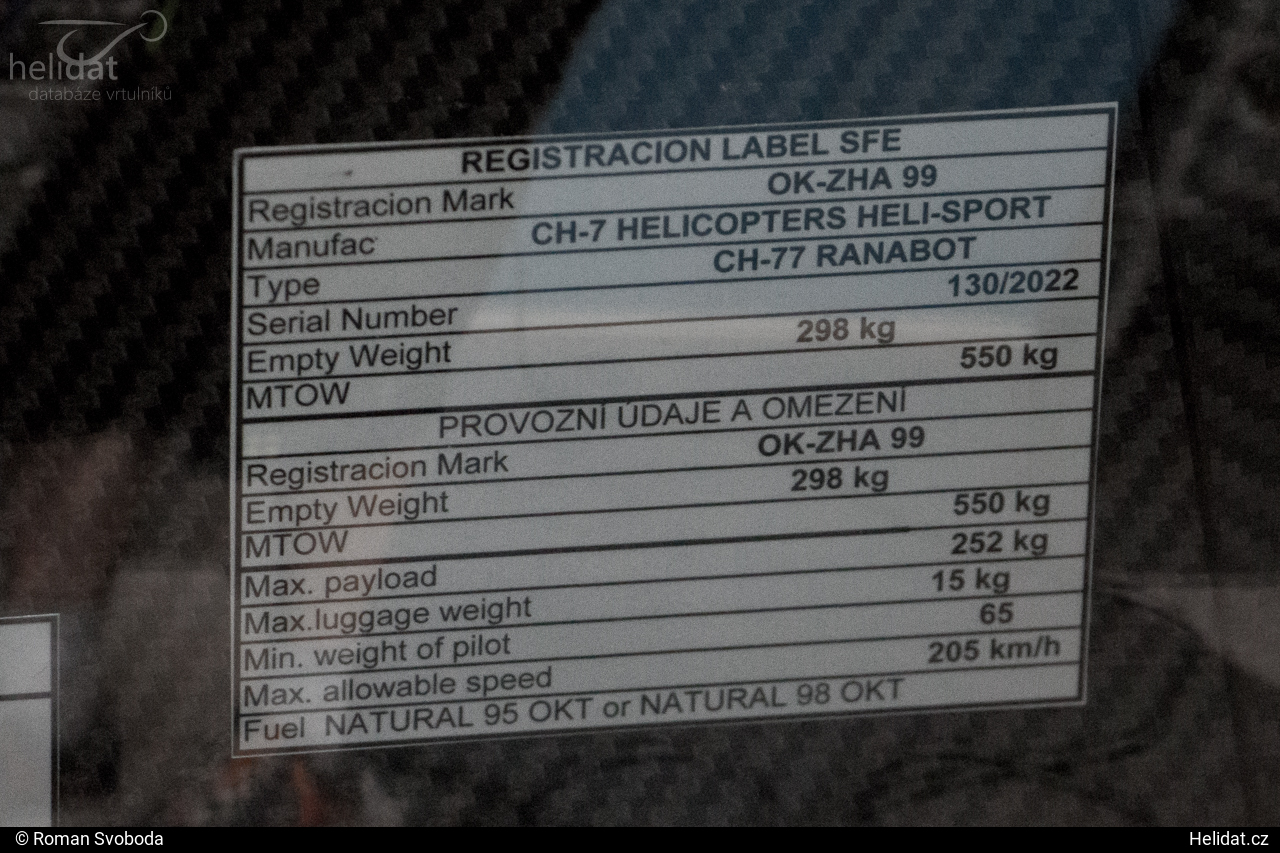 helidat
databáze vrtulníků
REGISTRACION LABEL SFE
Registracion Mark OK-ZHA 99
Manufac CH-7 HELICOPTERS HELI-SPORT
Type CH-77 RANABOT
Serial Number 130/2022
Empty Weight 298 kg
MTOW 550 kg
PROVOZNÍ ÚDAJE A OMEZENÍ
Registracion Mark OK-ZHA 99
Empty Weight 298 kg
MTOW 550 kg
Max. payload 252 kg
Max.luggage weight 15 kg
Min. weight of pilot 65
Max. allowable speed 205 km/h
Fuel NATURAL 95 OKT or NATURAL 98 OKT
© Roman Svoboda
Helidat.cz